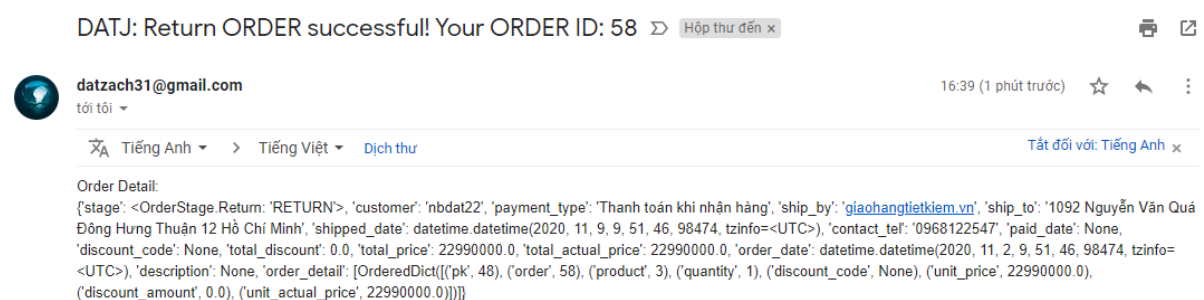 DATJ: Return ORDER successful! Your ORDER ID: 58 Hộp thư đến x
datzach31@gmail.com 16:39 (1 phút trước)
tới tôi
Tiếng Anh > Tiếng Việt Dịch thư Tắt đối với: Tiếng Anh x
Order Detail:
{'stage': <OrderStage.Return: 'RETURN'>, 'customer': 'nbdat22', 'payment_type': 'Thanh toán khi nhận hàng', 'ship_by': 'giaohangtietkiem.vn', 'ship_to': '1092 Nguyễn Văn Quá
Đông Hưng Thuận 12 Hồ Chí Minh', 'shipped_date': datetime.datetime(2020, 11, 9, 9, 51, 46, 98474, tzinfo=<UTC>), 'contact_tel': '0968122547', 'paid_date': None,
'discount_code': None, 'total_discount': 0.0, 'total_price': 22990000.0, 'total_actual_price': 22990000.0, 'order_date': datetime.datetime(2020, 11, 2, 9, 51, 46, 98474, tzinfo=
<UTC>), 'description': None, 'order_detail': [OrderedDict([('pk', 48), ('order', 58), ('product', 3), ('quantity', 1), ('discount_code', None), ('unit_price', 22990000.0),
('discount_amount', 0.0), ('unit_actual_price', 22990000.0)])]}